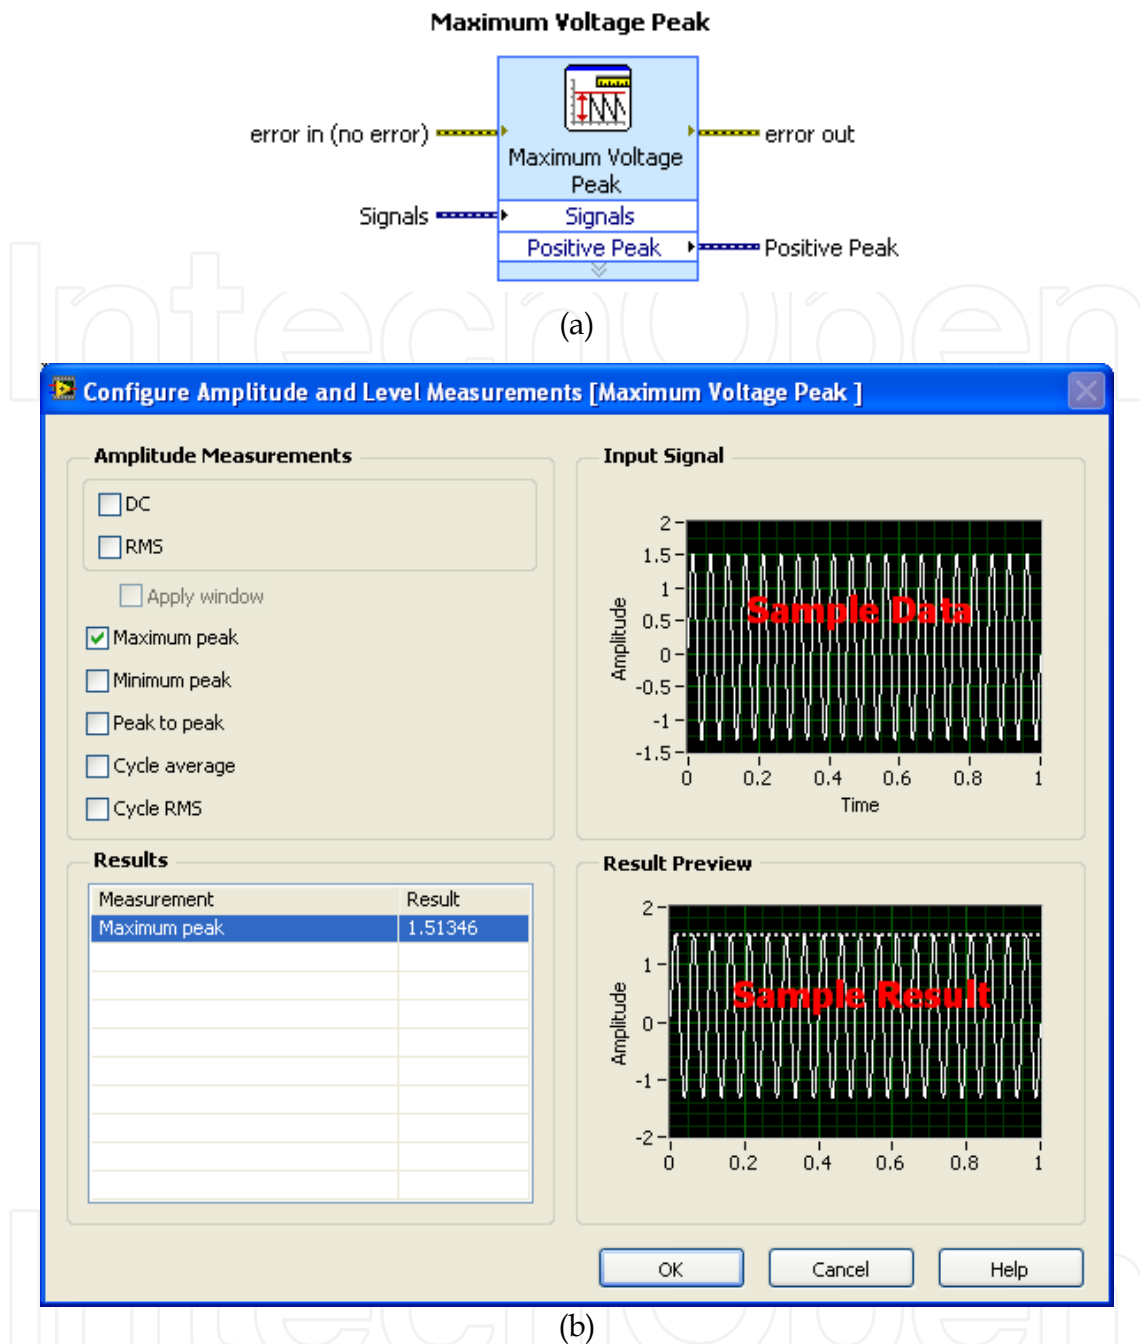 Maximum Voltage Peak
error in (no error)
error out
Maximum Voltage
Peak
Signals
Signals
Positive Peak
Positive Peak
(a)
Configure Amplitude and Level Measurements [Maximum Voltage Peak ]
Amplitude Measurements
DC
RMS
Apply window
Maximum peak
Minimum peak
Peak to peak
Cycle average
Cycle RMS
Input Signal
2
1.5
1
0.5
0
-0.5
-1
-1.5
Amplitude
Sample Data
0 0.2 0.4 0.6 0.8 1
Time
Results
Measurement Result
Maximum peak 1.51346
Result Preview
2
1
0
-1
-2
Amplitude
Sample Result
0 0.2 0.4 0.6 0.8 1
OK Cancel Help
(b)
IntechOpen
IntechOpen